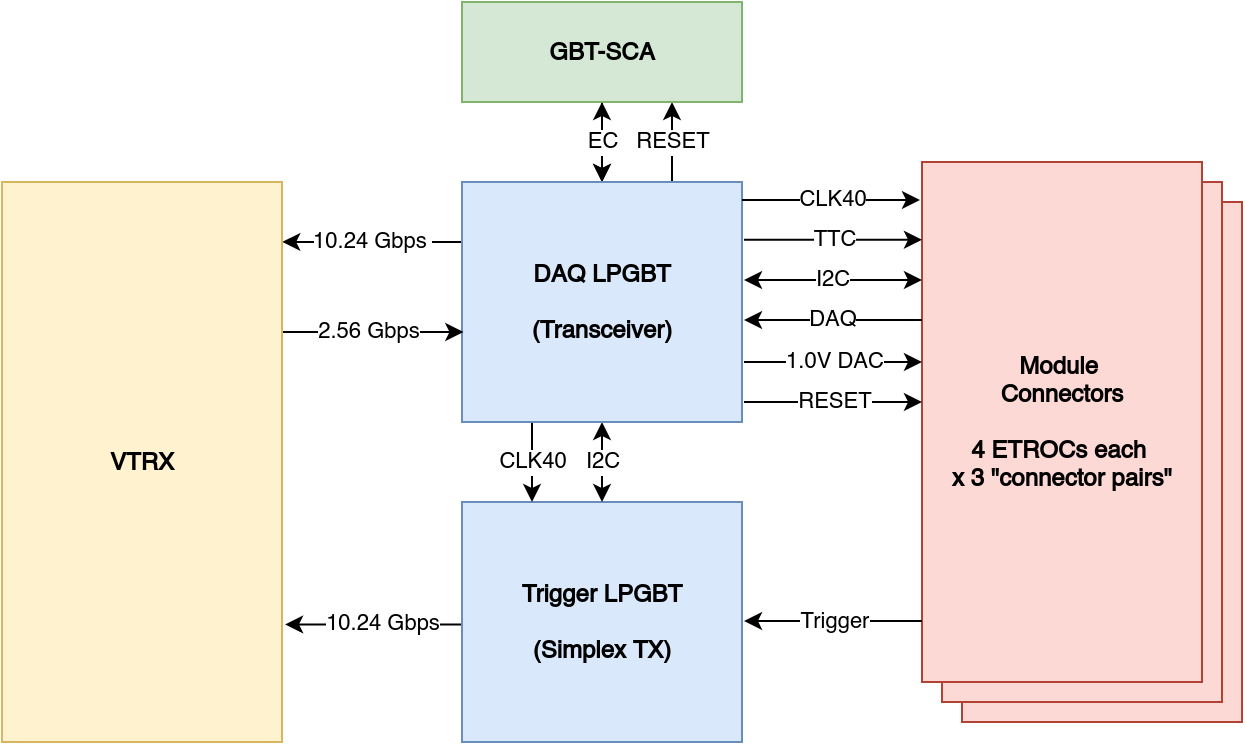 GBT-SCA
EC
RESET
10.24 Gbps
2.56 Gbps
DAQ LPGBT
(Transceiver)
CLK40
TTC
I2C
DAQ
1.0V DAC
RESET
Module
Connectors
4 ETROCs each
x 3 "connector pairs"
VTRX
CLK40
I2C
10.24 Gbps
Trigger LPGBT
(Simplex TX)
Trigger